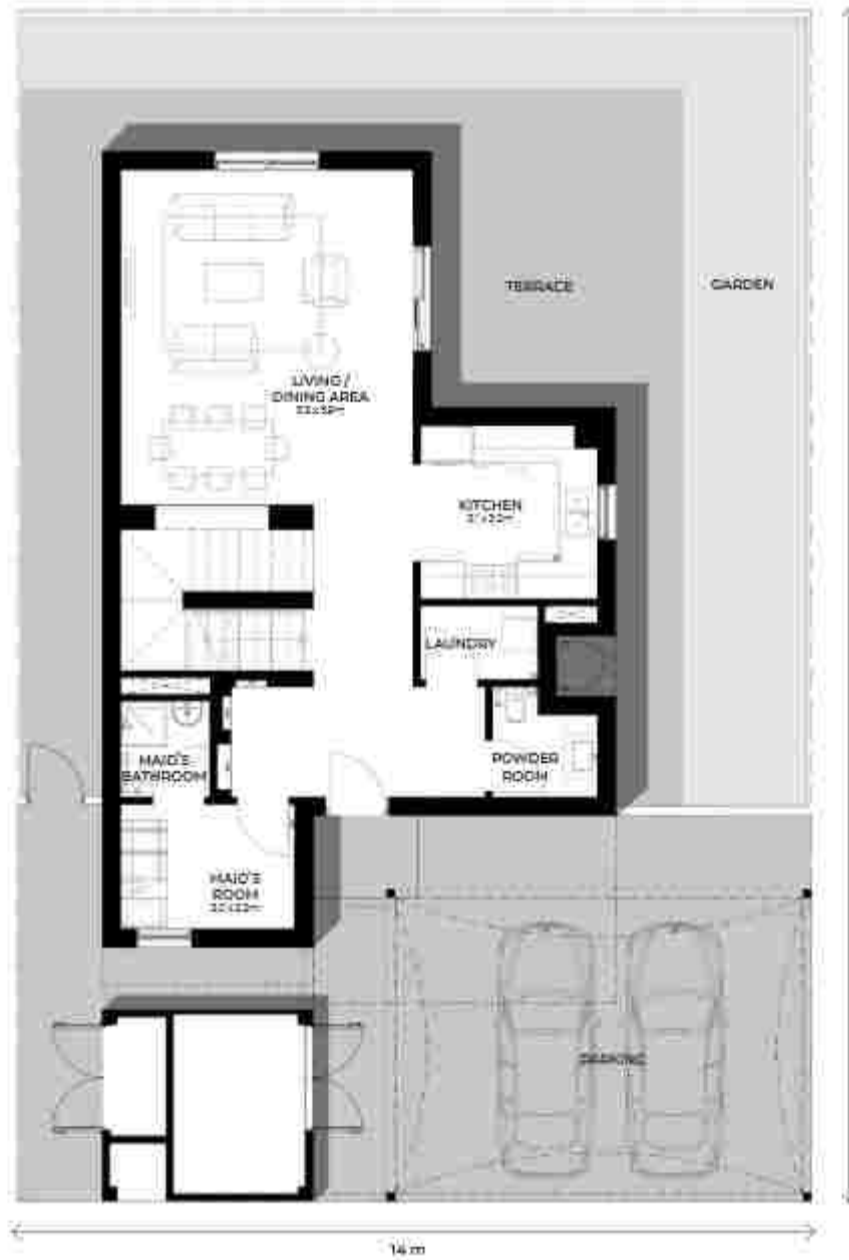 TERRACE
GARDEN
LIVING /
DINING AREA
KITCHEN
LAUNDRY
MAID'S
BATHROOM
POWDER
ROOM
MAID'S
ROOM
PARKING
14 m